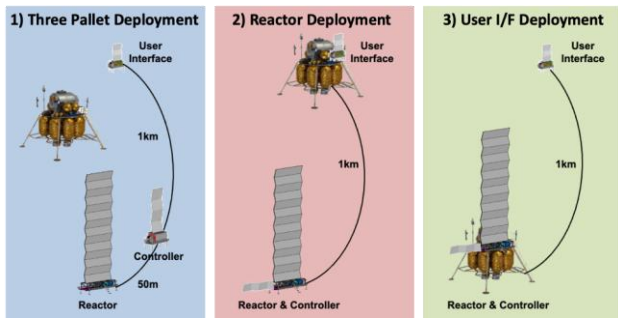 1) Three Pallet Deployment
User
Interface
1km
Controller
50m
Reactor
2) Reactor Deployment
User
Interface
1km
Reactor & Controller
3) User I/F Deployment
User
Interface
1km
Reactor & Controller